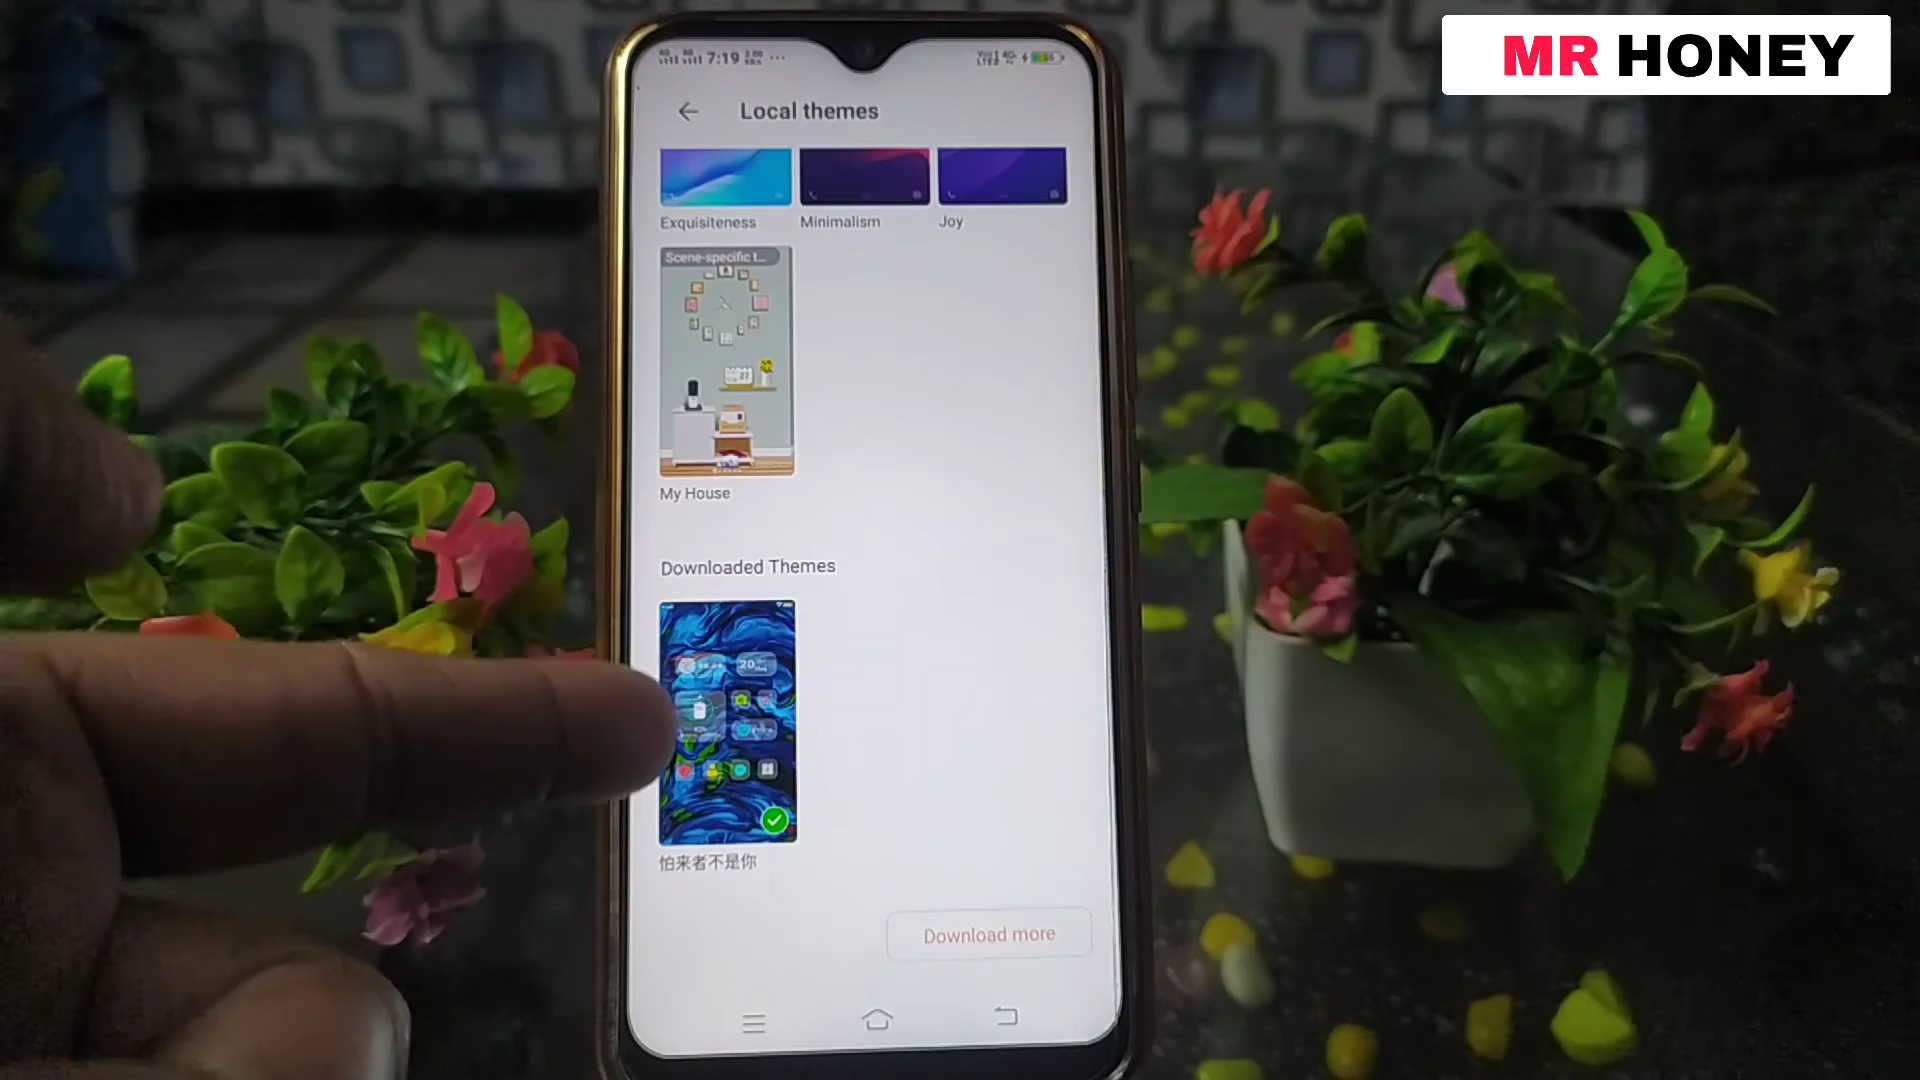 MR HONEY
7:19
Local themes
Exquisiteness
Minimalism
Joy
Scene-specific t...
My House
Downloaded Themes
20
怕来者不是你
Download more